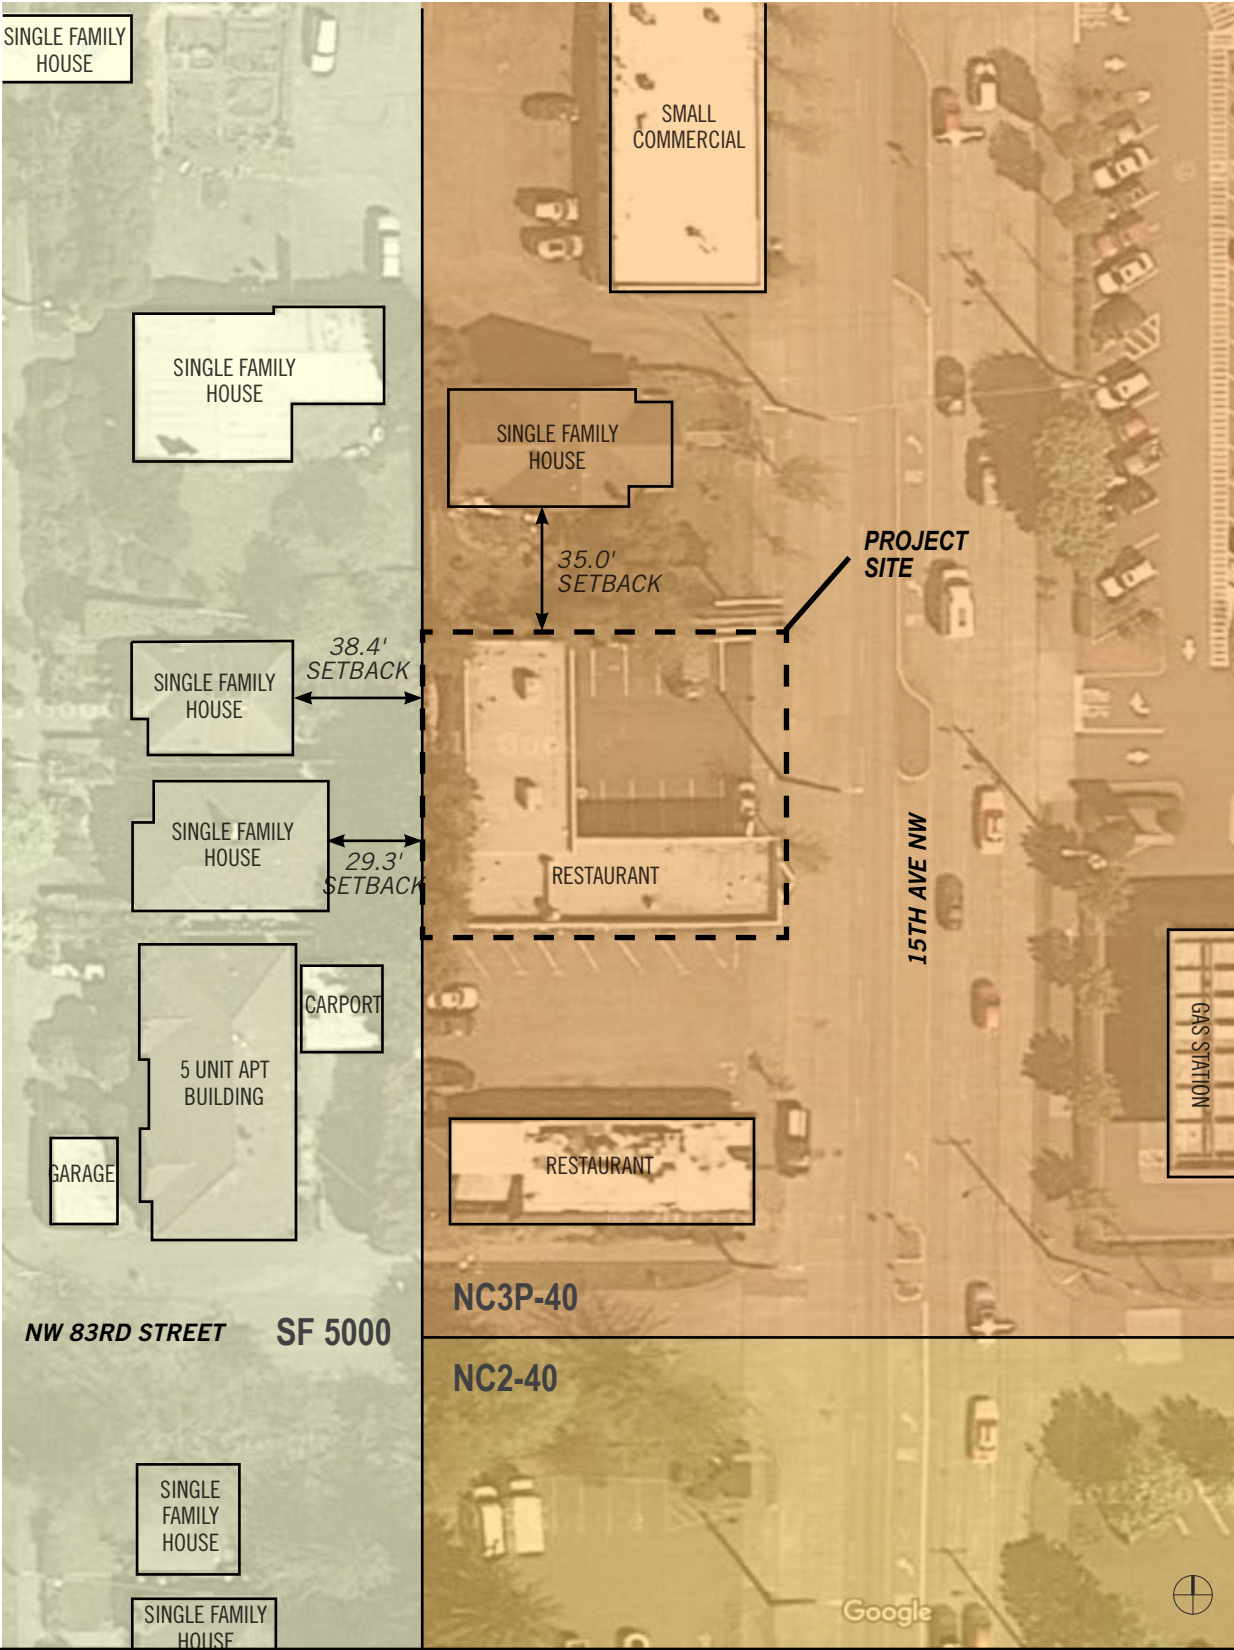 SINGLE FAMILY
HOUSE
SMALL
COMMERCIAL
SINGLE FAMILY
HOUSE
SINGLE FAMILY
HOUSE
35.0'
SETBACK
PROJECT
SITE
38.4'
SETBACK
SINGLE FAMILY
HOUSE
SINGLE FAMILY
HOUSE
29.3'
SETBACK
RESTAURANT
15TH AVE NW
CARPORT
5 UNIT APT
BUILDING
GAS STATION
GARAGE
RESTAURANT
NC3P-40
NW 83RD STREET
SF 5000
NC2-40
SINGLE
FAMILY
HOUSE
SINGLE FAMILY
HOUSE
Google